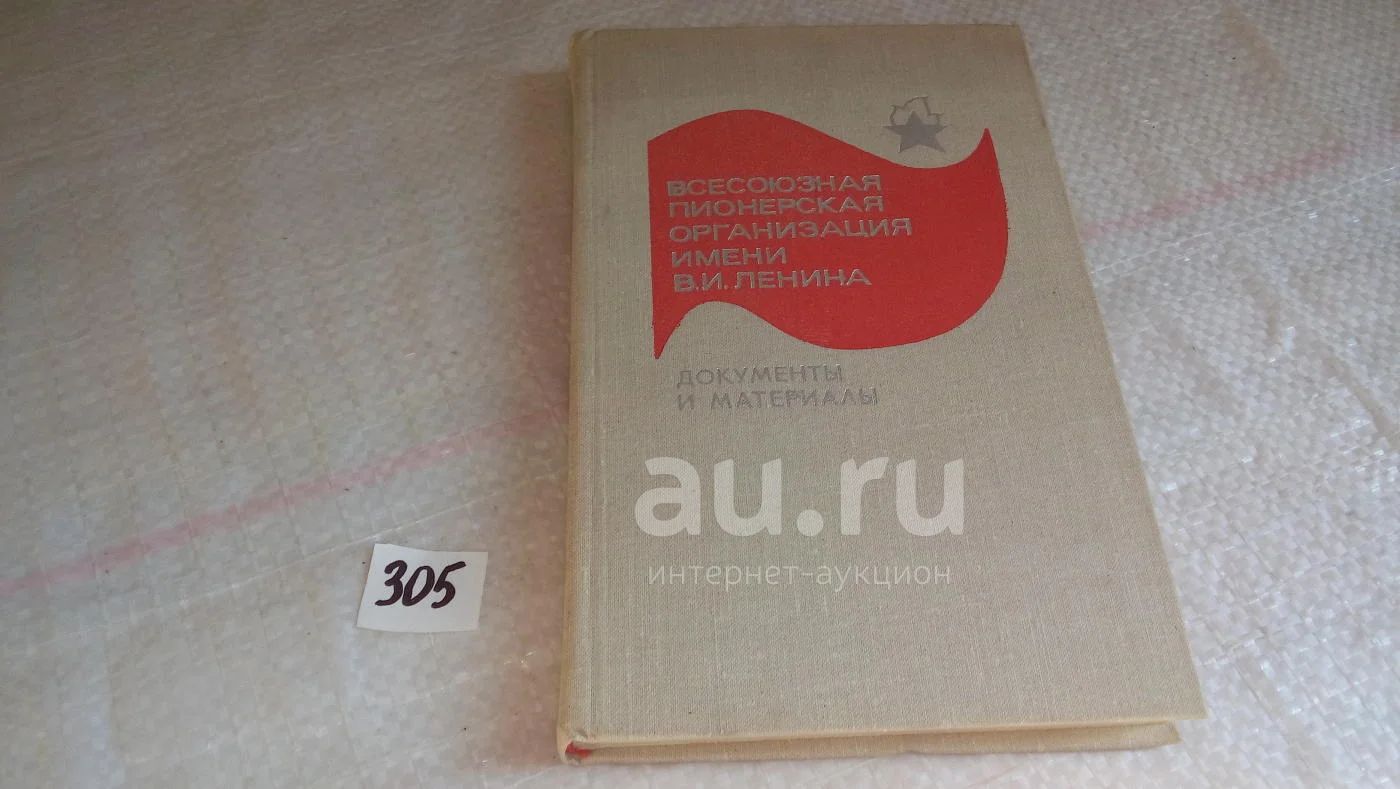 ВСЕСОЮЗНАЯ
ПИОНЕРСКАЯ
ОРГАНИЗАЦИЯ
ИМЕНИ
В.И. ЛЕНИНА
ДОКУМЕНТЫ
И МАТЕРИАЛЫ
au.ru
интернет-аукцион
305